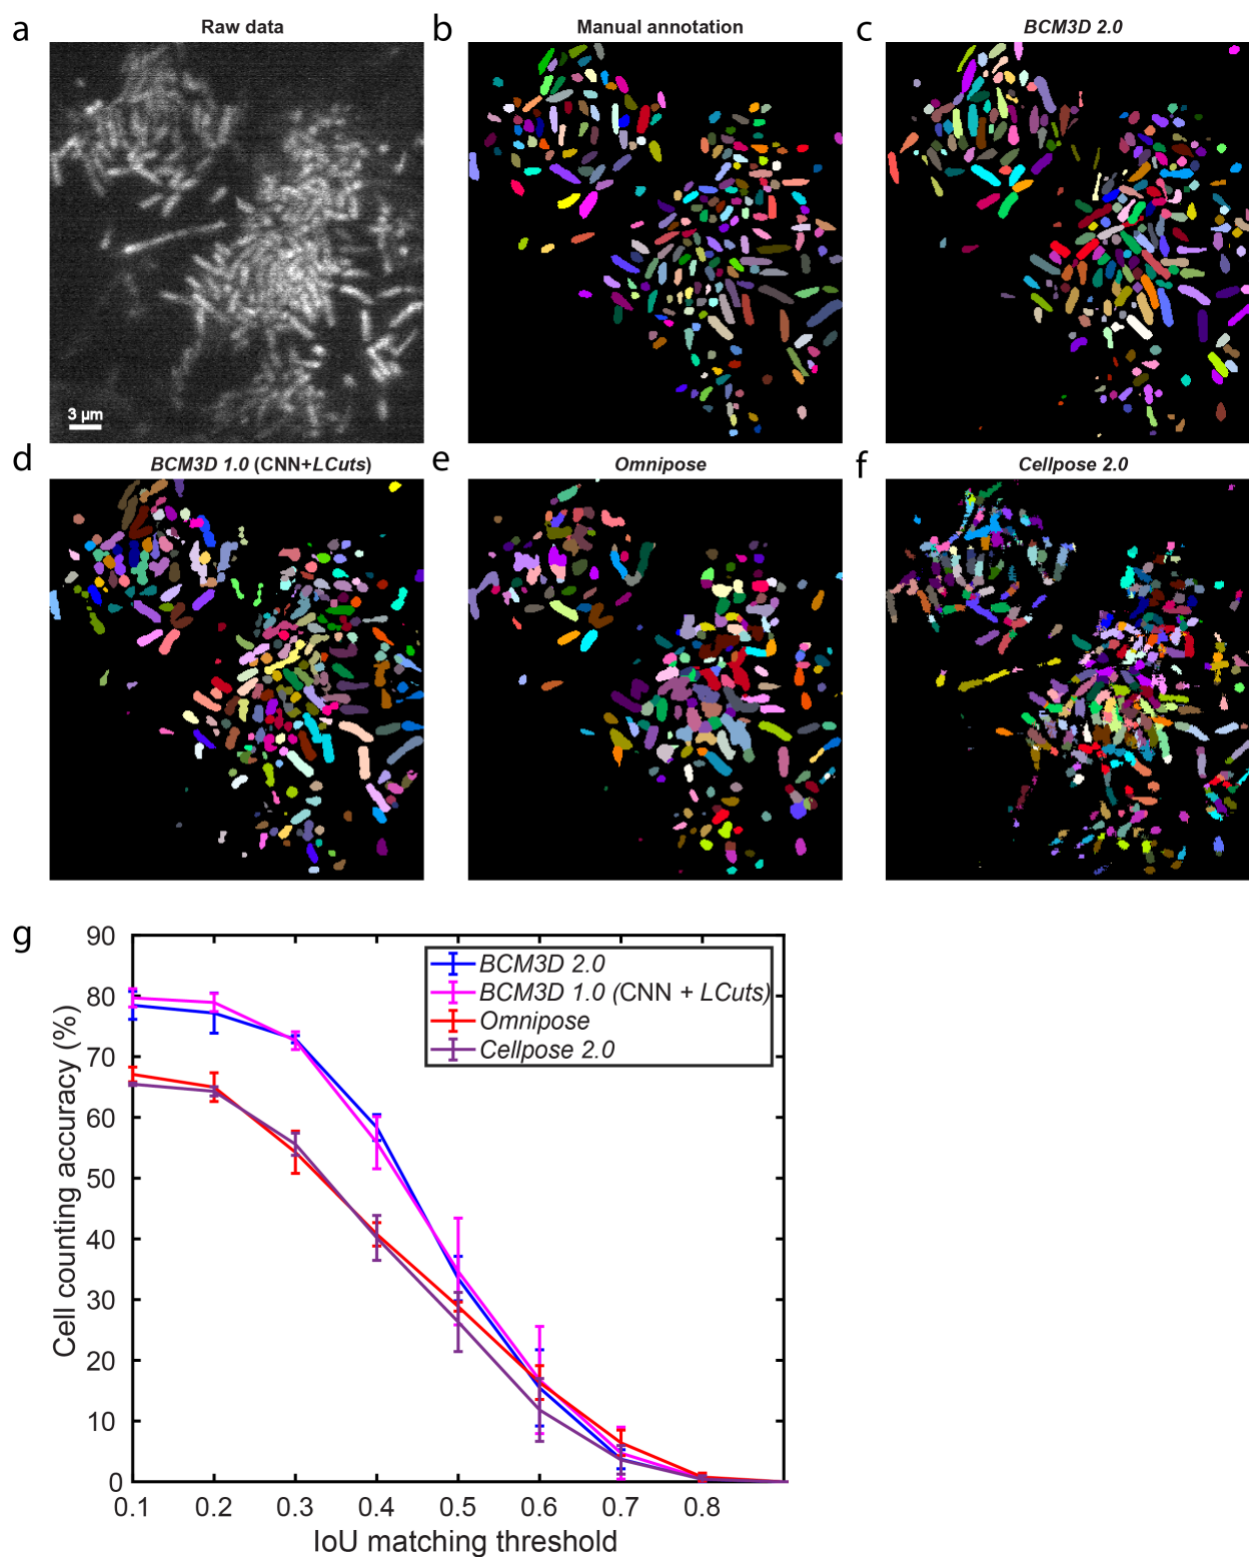 a
Raw data
b
Manual annotation
c
BCM3D 2.0
3 µm
d
BCM3D 1.0 (CNN+LCuts)
e
Omnipose
f
Cellpose 2.0
g
90
80
70
60
50
40
30
20
10
0
Cell counting accuracy (%)
BCM3D 2.0
BCM3D 1.0 (CNN + LCuts)
Omnipose
Cellpose 2.0
0.1 0.2 0.3 0.4 0.5 0.6 0.7 0.8
IoU matching threshold